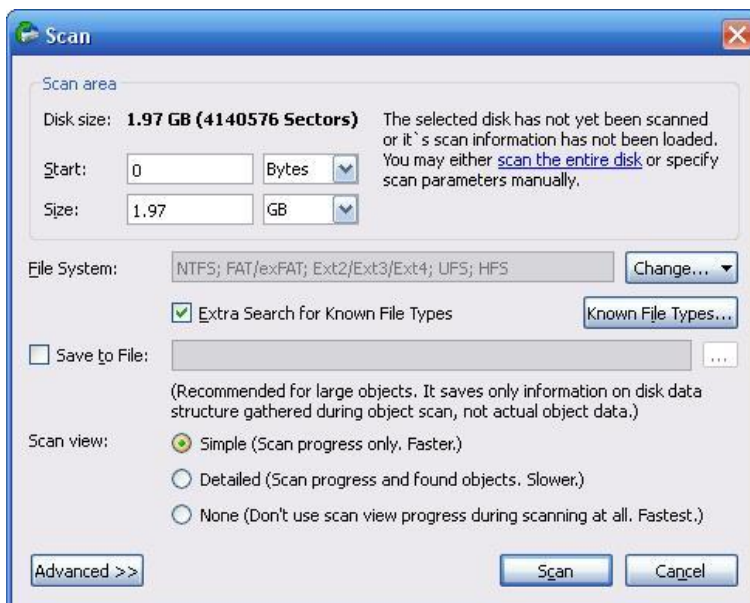 Scan
Scan area
Disk size: 1.97 GB (4140576 Sectors)
The selected disk has not yet been scanned
or it`s scan information has not been loaded.
You may either scan the entire disk or specify
scan parameters manually.
Start: 0 Bytes
Size: 1.97 GB
File System: NTFS; FAT/exFAT; Ext2/Ext3/Ext4; UFS; HFS Change...
Extra Search for Known File Types Known File Types...
Save to File: ...
(Recommended for large objects. It saves only information on disk data
structure gathered during object scan, not actual object data.)
Scan view: Simple (Scan progress only. Faster.)
Detailed (Scan progress and found objects. Slower.)
None (Don't use scan view progress during scanning at all. Fastest.)
Advanced >> Scan Cancel